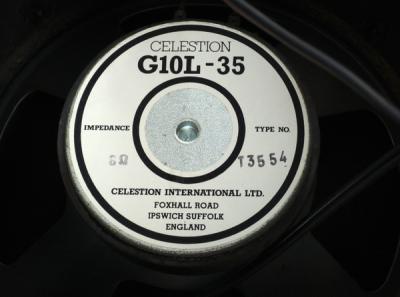 CELESTION
G10L-35
IMPEDANCE TYPE NO.
8Ω T3554
CELESTION INTERNATIONAL LTD.
FOXHALL ROAD
IPSWICH SUFFOLK
ENGLAND